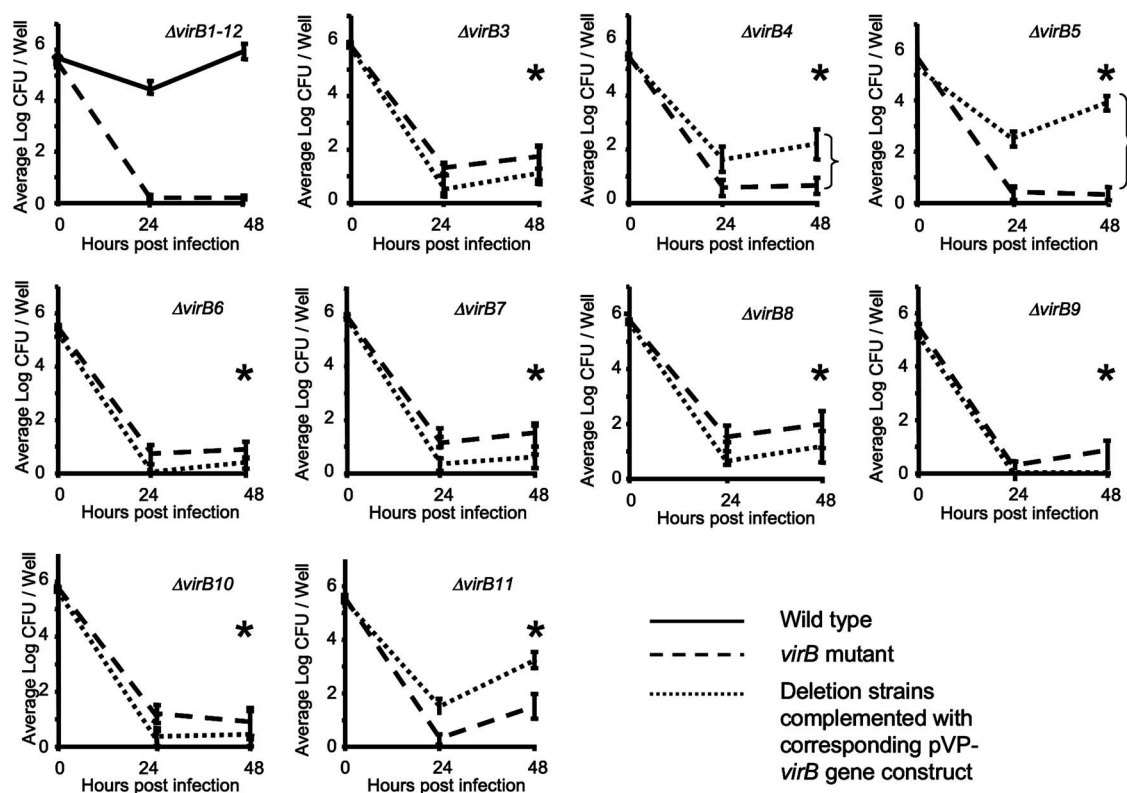 ΔvirB1-12
Average Log CFU / Well
6
4
2
0
0
24
48
Hours post infection
ΔvirB3
*
Average Log CFU / Well
6
4
2
0
0
24
48
Hours post infection
ΔvirB4
*
Average Log CFU / Well
6
4
2
0
0
24
48
Hours post infection
ΔvirB5
*
Average Log CFU / Well
6
4
2
0
0
24
48
Hours post infection
ΔvirB6
*
Average Log CFU / Well
6
4
2
0
0
24
48
Hours post infection
ΔvirB7
*
Average Log CFU / Well
6
4
2
0
0
24
48
Hours post infection
ΔvirB8
*
Average Log CFU / Well
6
4
2
0
0
24
48
Hours post infection
ΔvirB9
*
Average Log CFU / Well
6
4
2
0
0
24
48
Hours post infection
ΔvirB10
*
Average Log CFU / Well
6
4
2
0
0
24
48
Hours post infection
ΔvirB11
*
Average Log CFU / Well
6
4
2
0
0
24
48
Hours post infection
Wild type
virB mutant
Deletion strains
complemented with
corresponding pVP-
virB gene construct